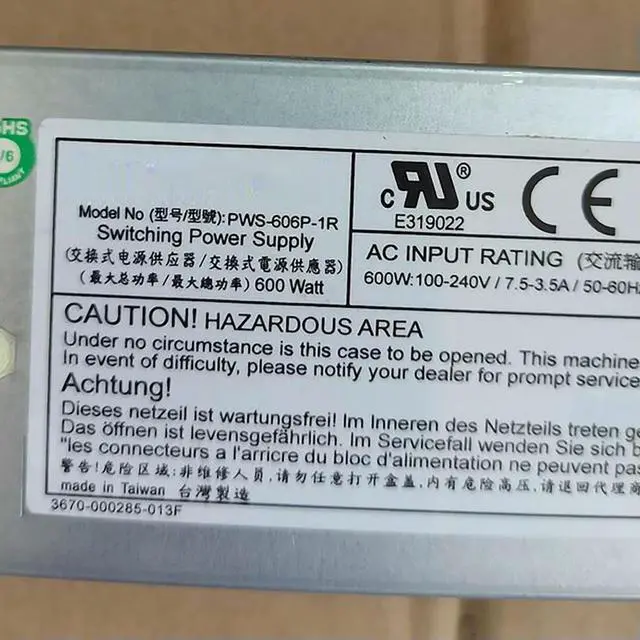 HS
/6
PLIANT
Model No (型号/型號): PWS-606P-1R
Switching Power Supply
(交换式电源供应器/交換式電源供應器)
(最大总功率/最大總功率) 600 Watt
c RU ® US
E319022
CE
AC INPUT RATING (交流输
600W:100-240V / 7.5-3.5A / 50-60Hz
CAUTION! HAZARDOUS AREA
Under no circumstance is this case to be opened. This machine
In event of difficulty, please notify your dealer for prompt service
Achtung!
Dieses netzeil ist wartungsfrei! Im Inneren des Netzteils treten ge
Das öffnen ist levensgefährlich. Im Servicefall wenden Sie sich b
"les connecteurs a l'arricre du bloc d'alimentation ne peuvent pas
警告!危险区域:非维修人员,请勿任意打开盒盖,内有危险高压,请退回代理商
made in Taiwan 台灣製造
3670-000285-013F